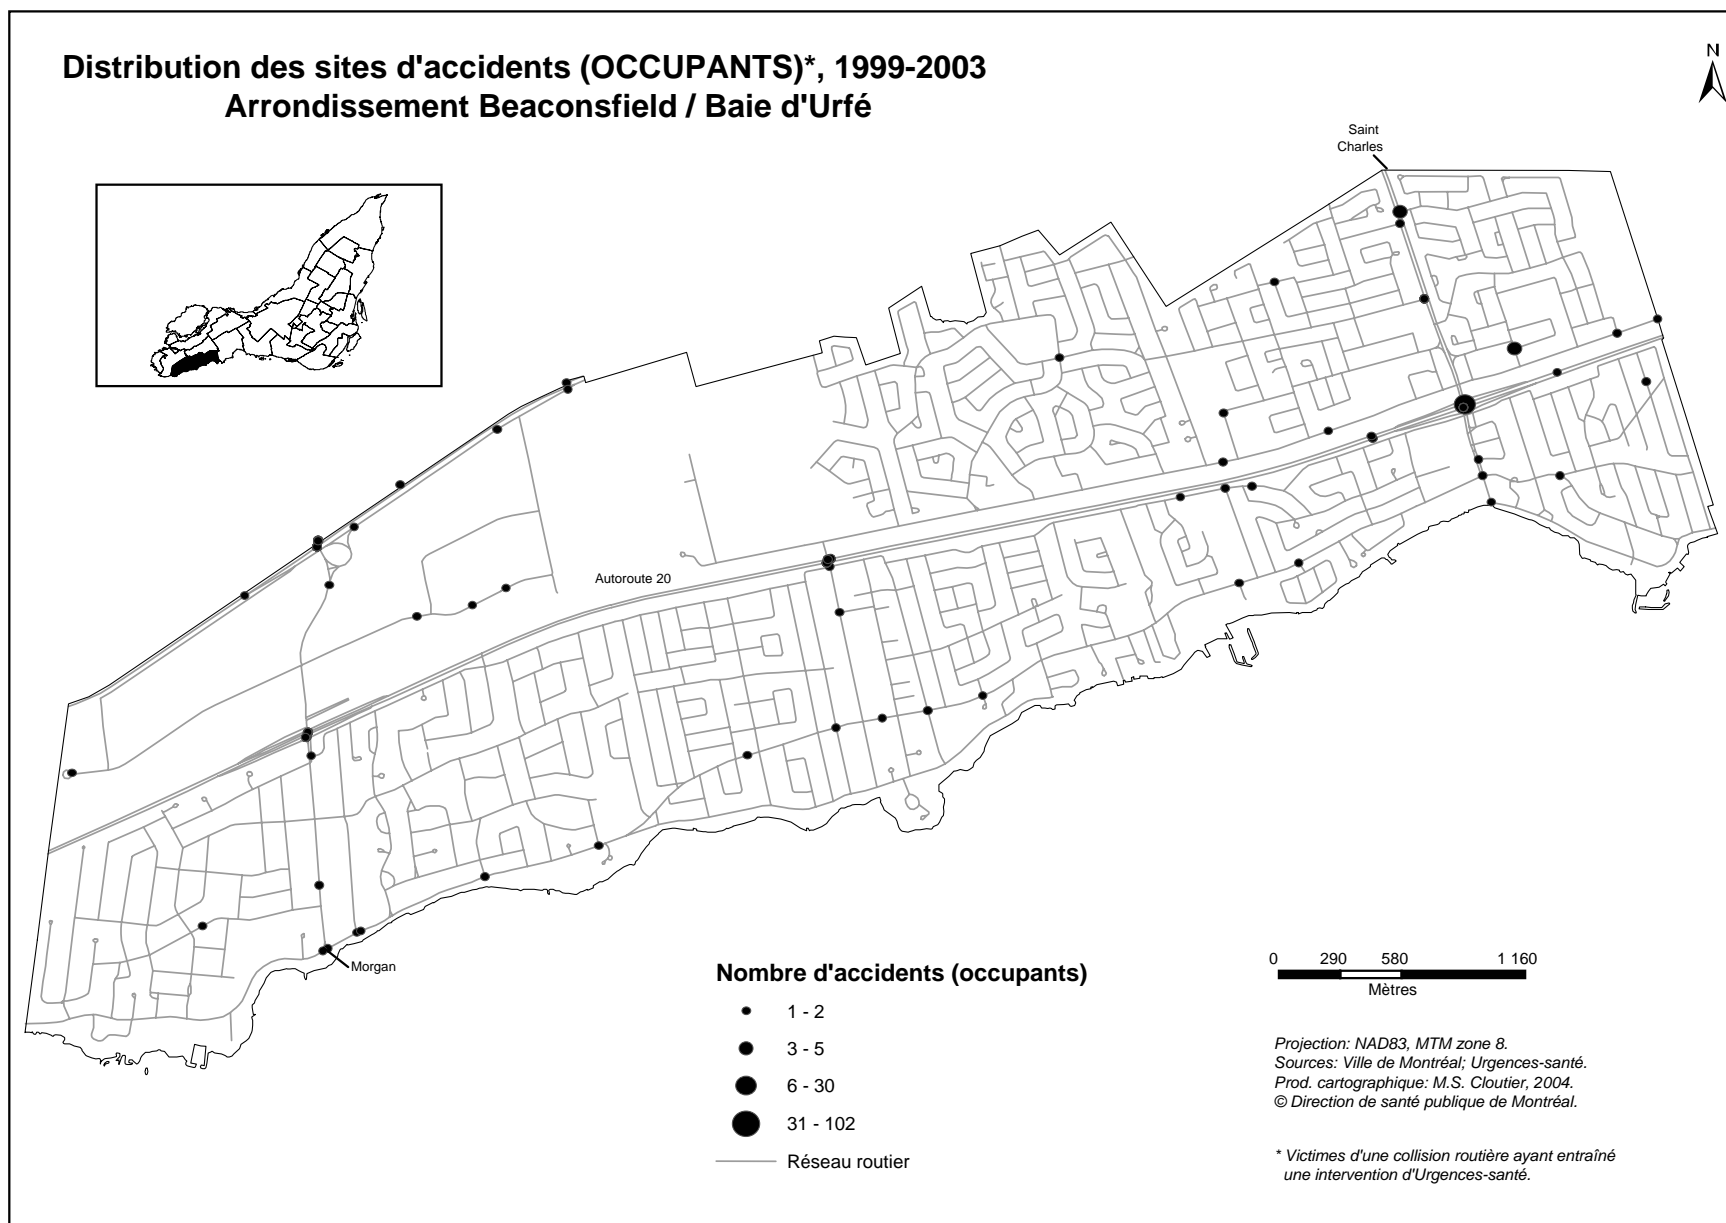 Distribution des sites d'accidents (OCCUPANTS)*, 1999-2003
Arrondissement Beaconsfield / Baie d'Urfé
N
Saint
Charles
Autoroute 20
Morgan
Nombre d'accidents (occupants)
1 - 2
3 - 5
6 - 30
31 - 102
Réseau routier
0 290 580 1 160
Mètres
Projection: NAD83, MTM zone 8.
Sources: Ville de Montréal; Urgences-santé.
Prod. cartographique: M.S. Cloutier, 2004.
© Direction de santé publique de Montréal.
* Victimes d'une collision routière ayant entraîné
une intervention d'Urgences-santé.